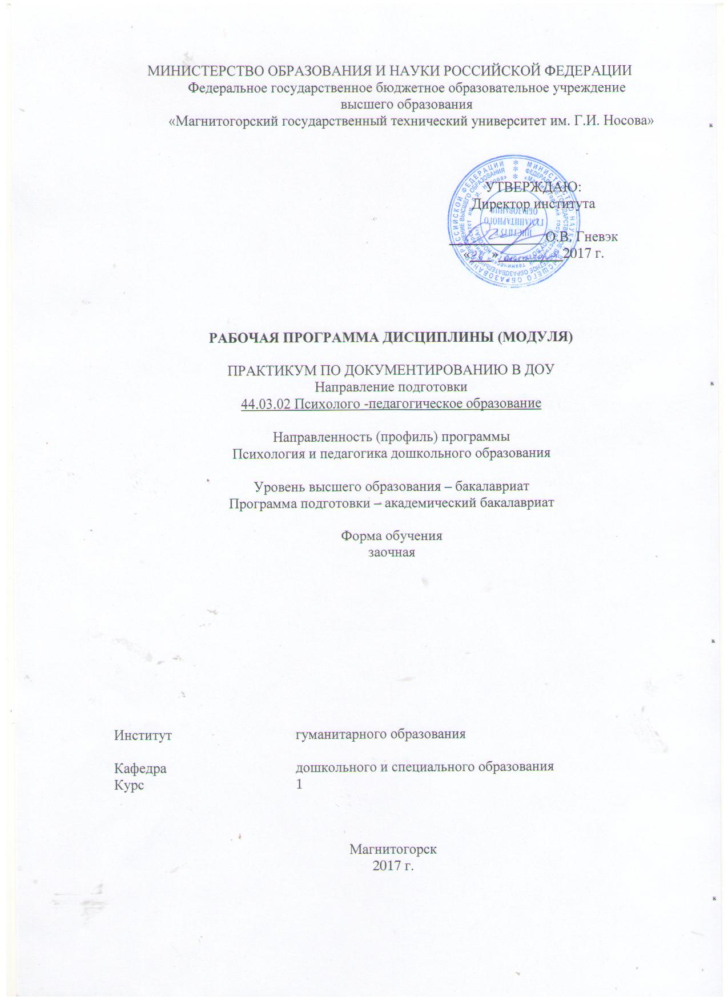 МИНИСТЕРСТВО ОБРАЗОВАНИЯ И НАУКИ РОССИЙСКОЙ ФЕДЕРАЦИИ
Федеральное государственное бюджетное образовательное учреждение
высшего образования
«Магнитогорский государственный технический университет им. Г.И. Носова»
УТВЕРЖДАЮ:
Директор института
О.В. Гневэк
« » 2017 г.
ИНСТИТУТ
ГУМАНИТАРНОГО
ОБРАЗОВАНИЯ
РАБОЧАЯ ПРОГРАММА ДИСЦИПЛИНЫ (МОДУЛЯ)
ПРАКТИКУМ ПО ДОКУМЕНТИРОВАНИЮ В ДОУ
Направление подготовки
44.03.02 Психолого -педагогическое образование
Направленность (профиль) программы
Психология и педагогика дошкольного образования
Уровень высшего образования – бакалавриат
Программа подготовки – академический бакалавриат
Форма обучения
заочная
Институт гуманитарного образования
Кафедра дошкольного и специального образования
Курс 1
Магнитогорск
2017 г.